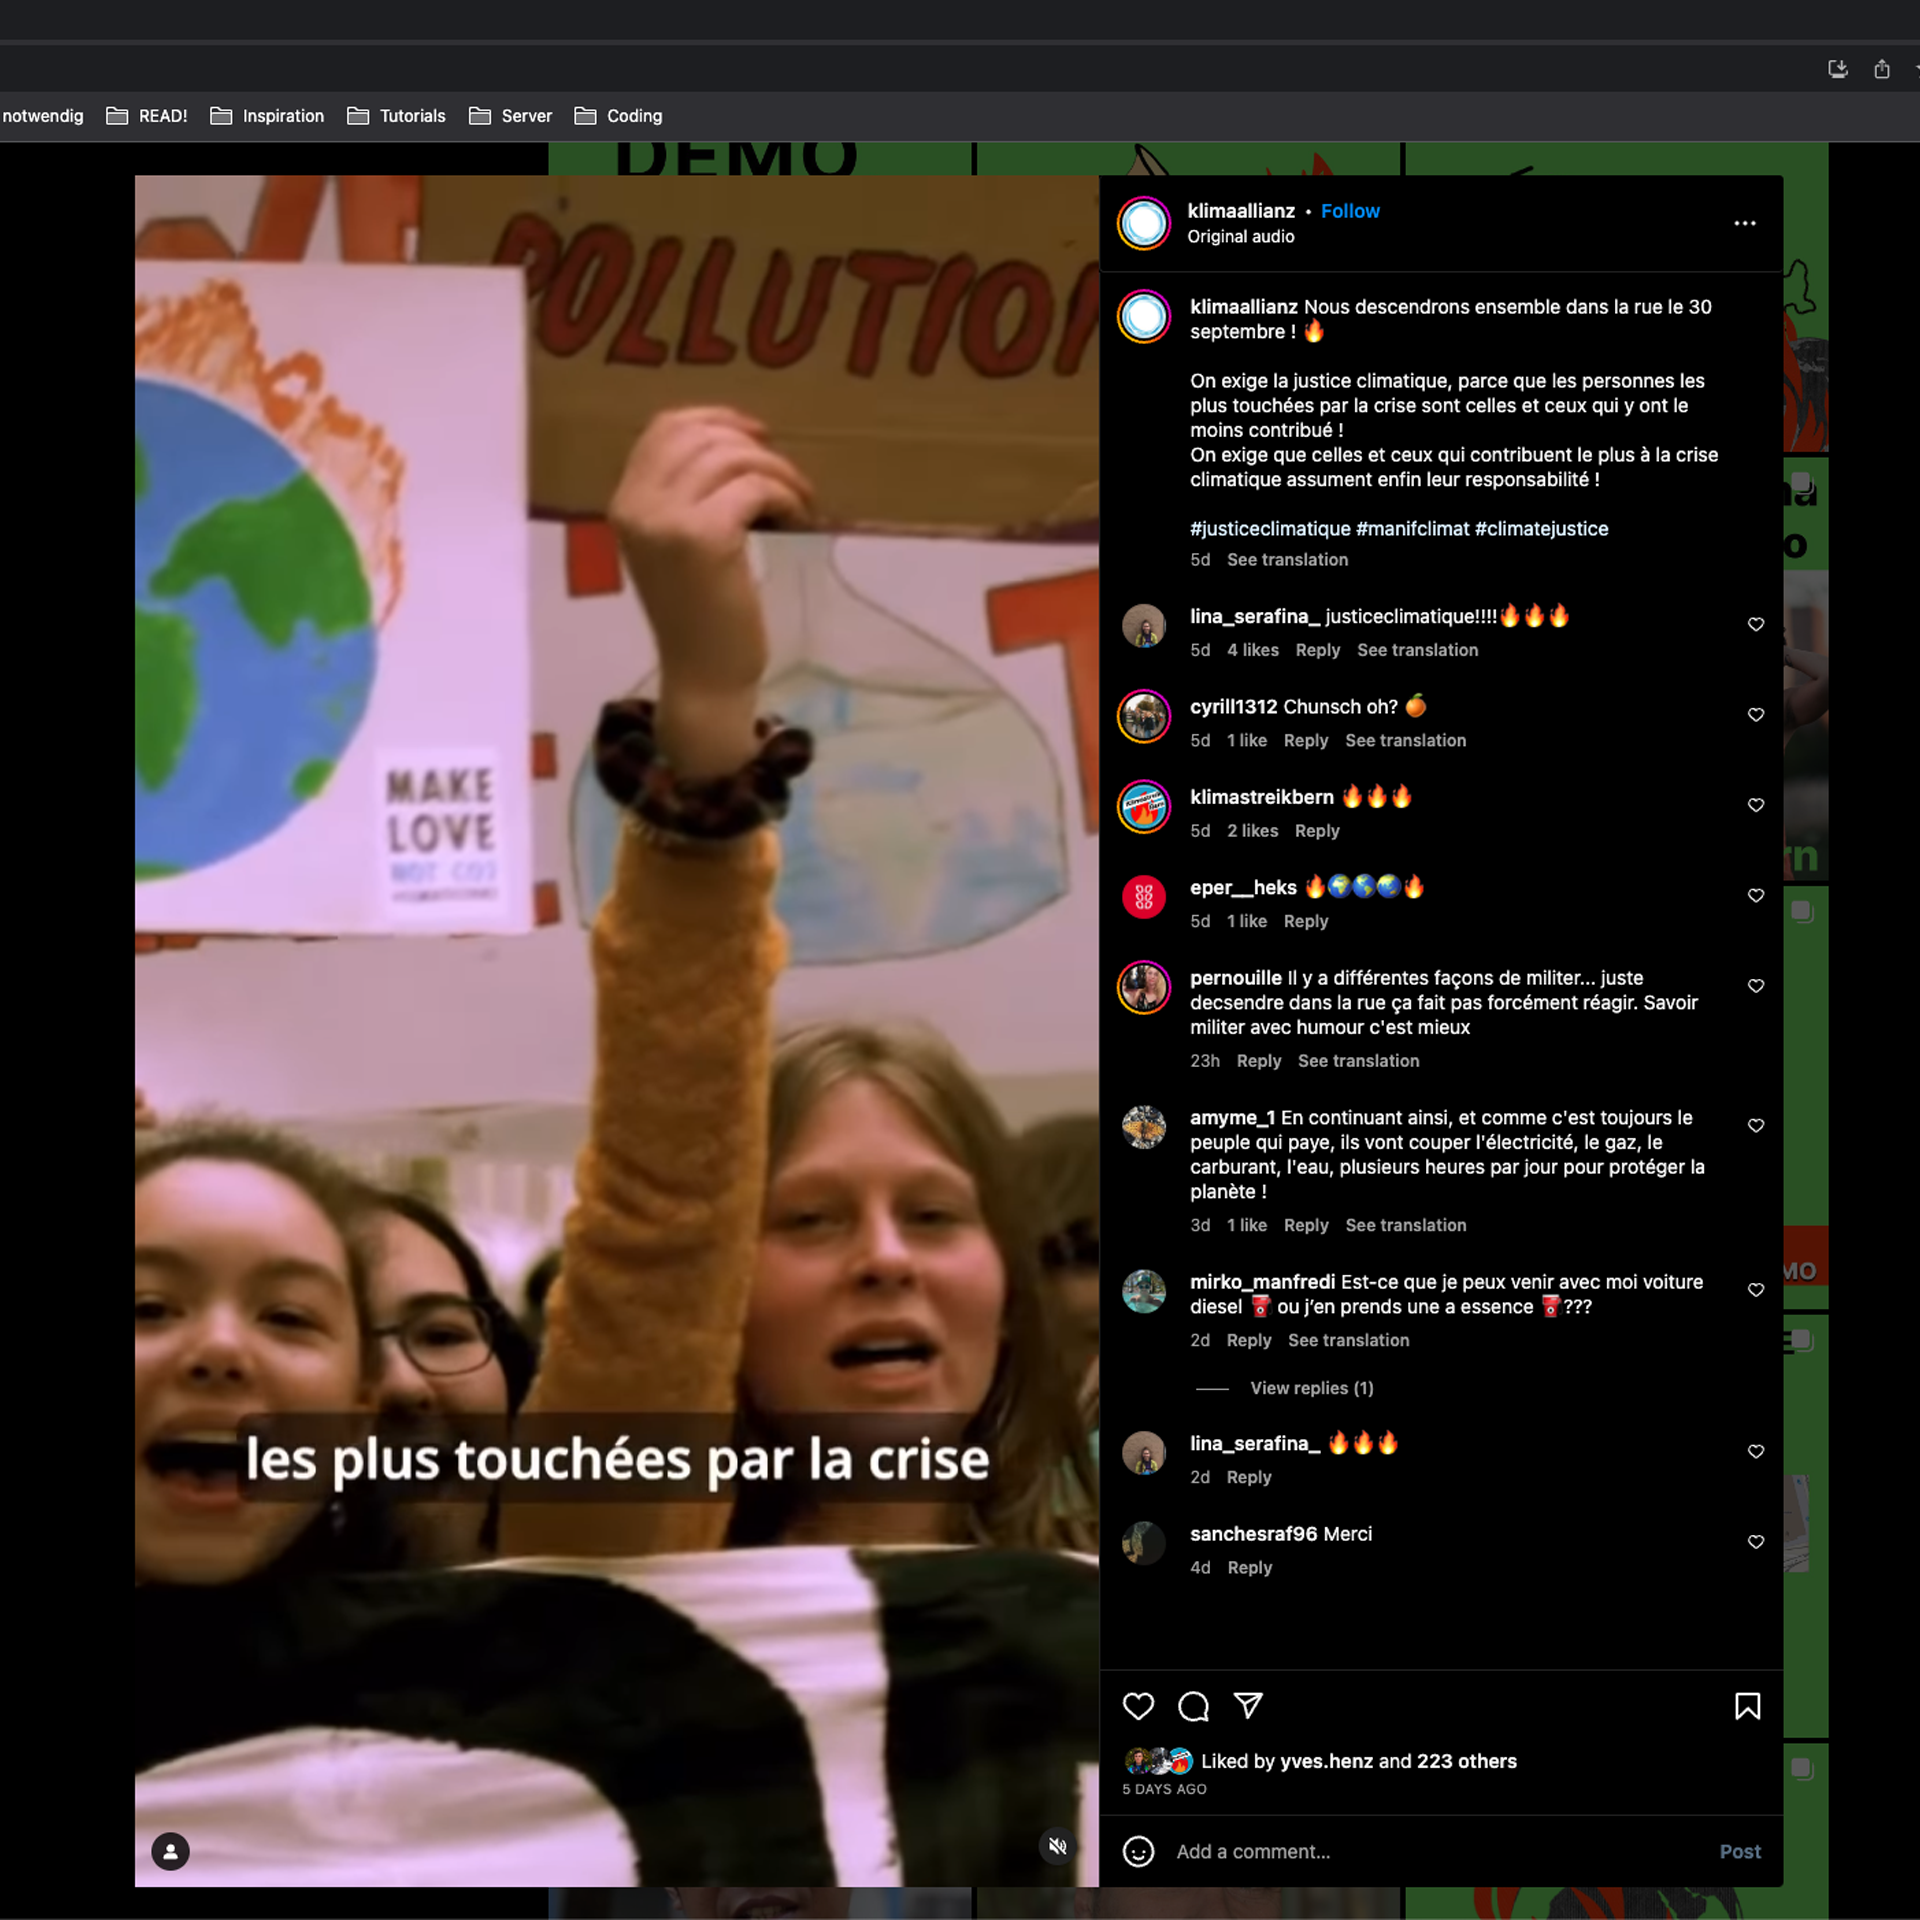 notwendig READ! Inspiration Tutorials Server Coding
DEMO
POLLUTION
MAKE
LOVE
NOT CO2
les plus touchées par la crise
klimaallianz • Follow
Original audio
klimaallianz Nous descendrons ensemble dans la rue le 30
septembre ! 🔥
On exige la justice climatique, parce que les personnes les
plus touchées par la crise sont celles et ceux qui y ont le
moins contribué !
On exige que celles et ceux qui contribuent le plus à la crise
climatique assument enfin leur responsabilité !
#justiceclimatique #manifclimat #climatejustice
5d See translation
lina_serafina_ justiceclimatique!!!!🔥🔥🔥
5d 4 likes Reply See translation
cyrill1312 Chunsch oh? 🍊
5d 1 like Reply See translation
klimastreikbern 🔥🔥🔥
5d 2 likes Reply
eper__heks 🔥🌍🌎🌏🔥
5d 1 like Reply
pernouille Il y a différentes façons de militer... juste
decsendre dans la rue ça fait pas forcément réagir. Savoir
militer avec humour c'est mieux
23h Reply See translation
amyme_1 En continuant ainsi, et comme c'est toujours le
peuple qui paye, ils vont couper l'électricité, le gaz, le
carburant, l'eau, plusieurs heures par jour pour protéger la
planète !
3d 1 like Reply See translation
mirko_manfredi Est-ce que je peux venir avec moi voiture
diesel ⛽ ou j'en prends une a essence ⛽???
2d Reply See translation
View replies (1)
lina_serafina_ 🔥🔥🔥
2d Reply
sanchesraf96 Merci
4d Reply
Liked by yves.henz and 223 others
5 DAYS AGO
Add a comment... Post